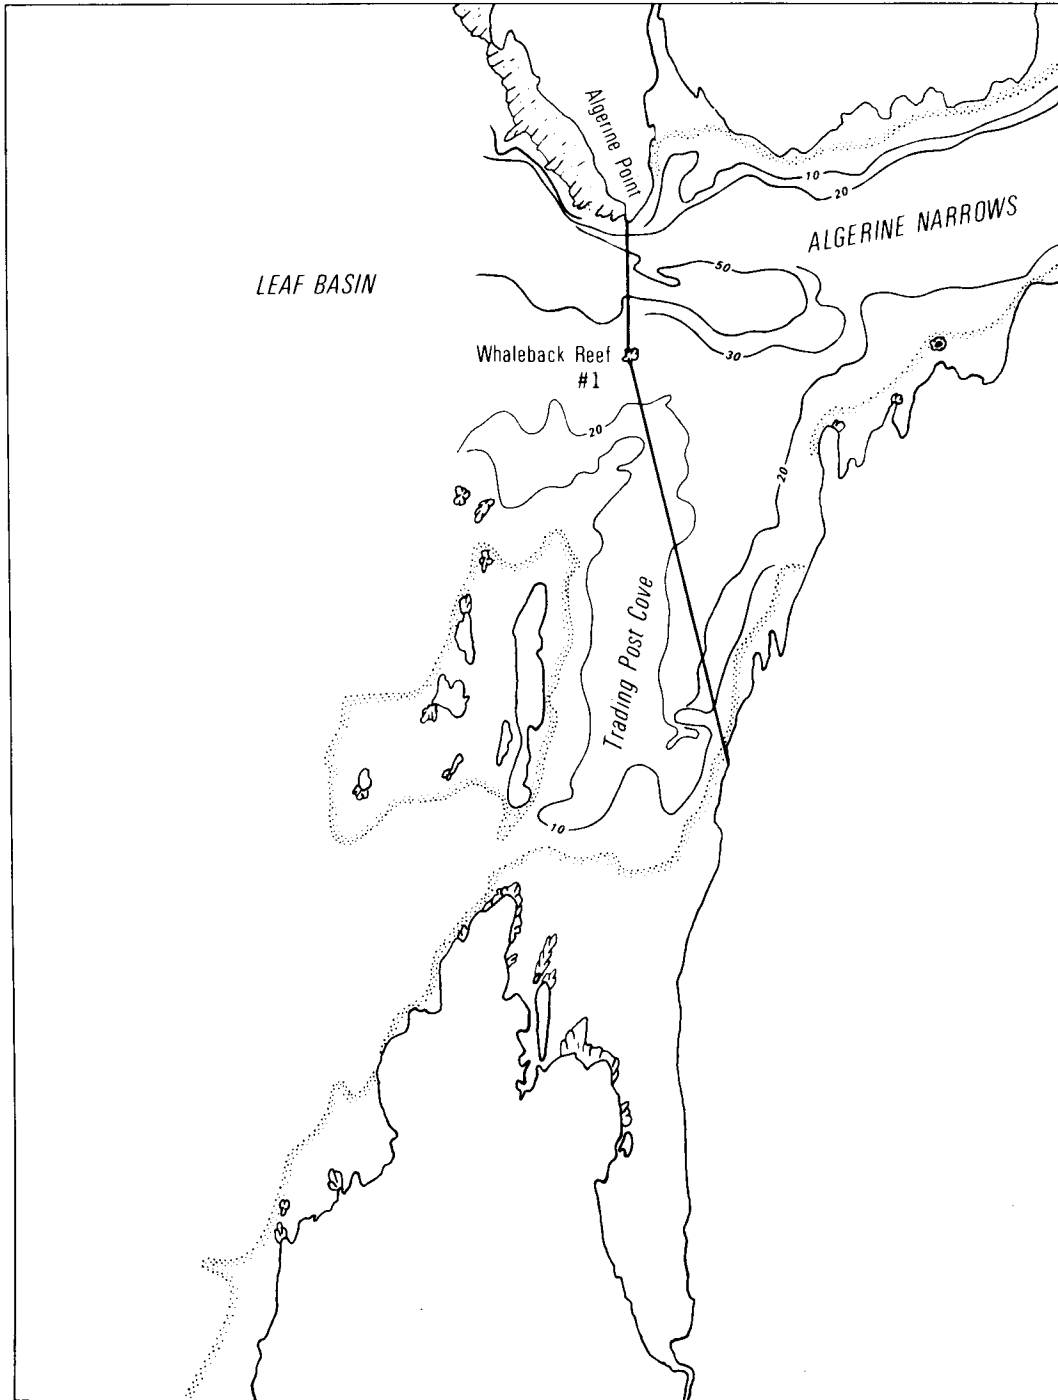 Algerine Point
10
20
ALGERINE NARROWS
50
LEAF BASIN
Whaleback Reef
#1
30
20
20
Trading Post Cove
10